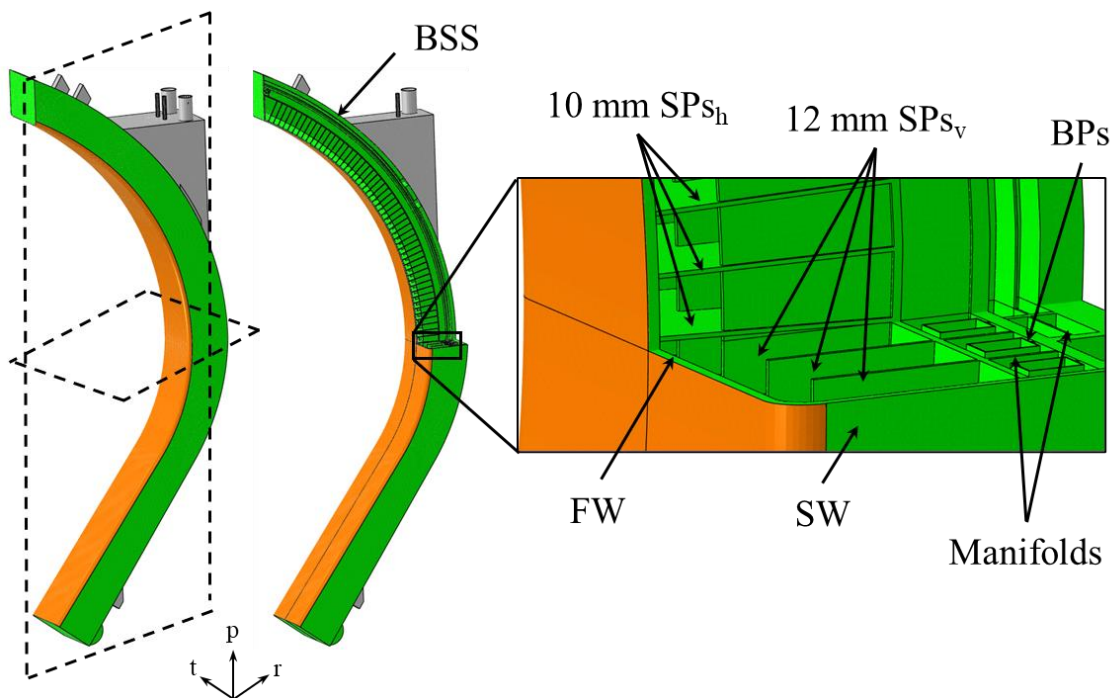 BSS
10 mm SPsₕ
12 mm SPsᵥ
BPs
FW
SW
Manifolds
p
t
r